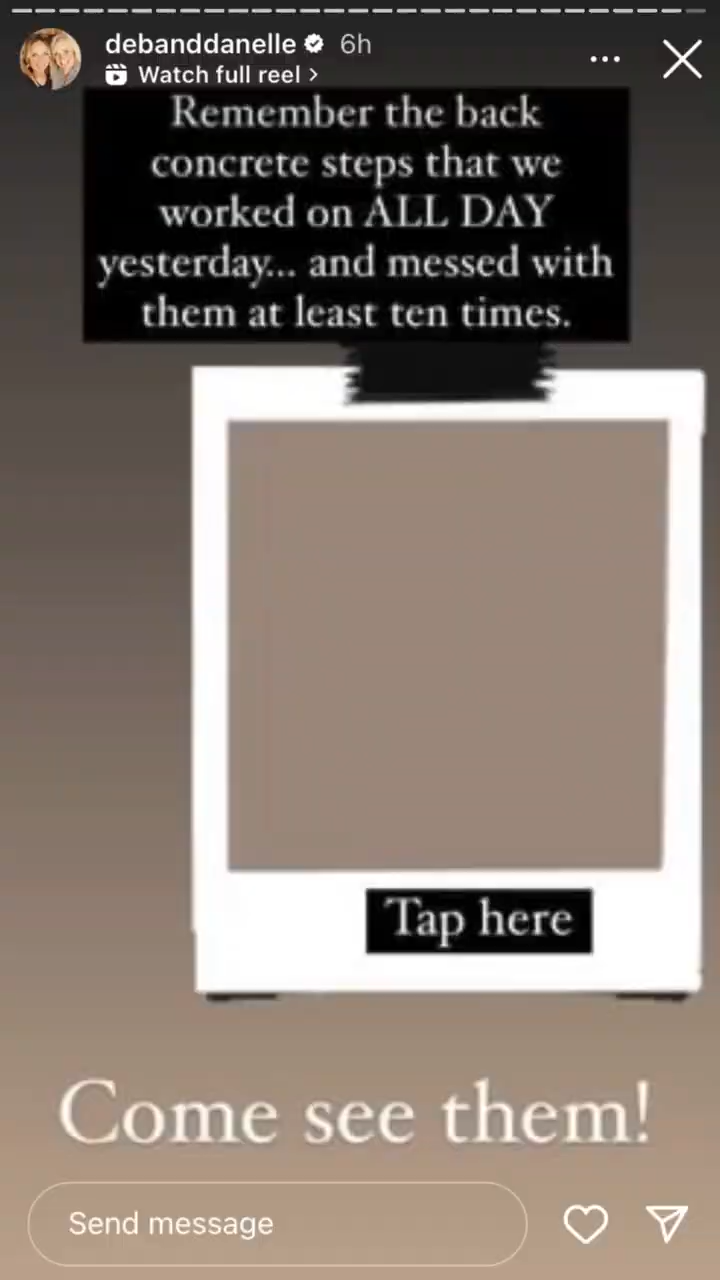 debanddanelle 6h
Watch full reel >
Remember the back
concrete steps that we
worked on ALL DAY
yesterday... and messed with
them at least ten times.
Tap here
Come see them!
Send message